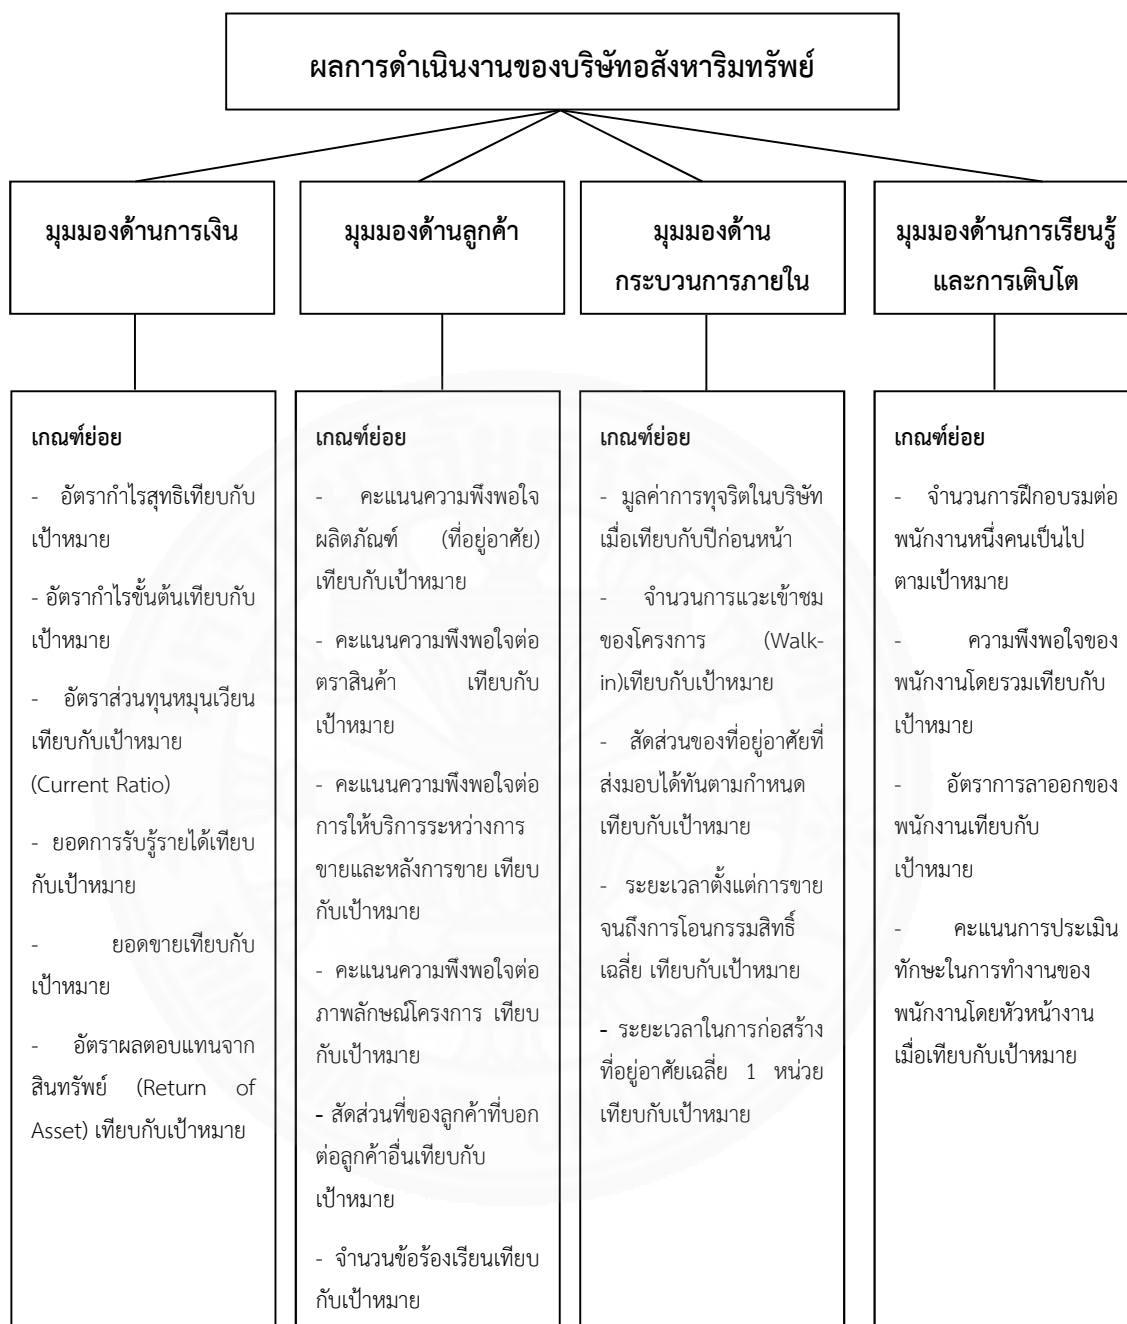 ผลการดำเนินงานของบริษัทอสังหาริมทรัพย์
มุมมองด้านการเงิน
มุมมองด้านลูกค้า
มุมมองด้าน
กระบวนการภายใน
มุมมองด้านการเรียนรู้
และการเติบโต
เกณฑ์ย่อย
- อัตรากำไรสุทธิเทียบกับ
เป้าหมาย
- อัตรากำไรขั้นต้นเทียบกับ
เป้าหมาย
- อัตราส่วนทุนหมุนเวียน
เทียบกับเป้าหมาย
(Current Ratio)
- ยอดการรับรู้รายได้เทียบ
กับเป้าหมาย
- ยอดขายเทียบกับ
เป้าหมาย
- อัตราผลตอบแทนจาก
สินทรัพย์ (Return of
Asset) เทียบกับเป้าหมาย
เกณฑ์ย่อย
- คะแนนความพึงพอใจ
ผลิตภัณฑ์ (ที่อยู่อาศัย)
เทียบกับเป้าหมาย
- คะแนนความพึงพอใจต่อ
ตราสินค้า เทียบกับ
เป้าหมาย
- คะแนนความพึงพอใจต่อ
การให้บริการระหว่างการ
ขายและหลังการขาย เทียบ
กับเป้าหมาย
- คะแนนความพึงพอใจต่อ
ภาพลักษณ์โครงการ เทียบ
กับเป้าหมาย
- สัดส่วนที่ของลูกค้าที่บอก
ต่อลูกค้าอื่นเทียบกับ
เป้าหมาย
- จำนวนข้อร้องเรียนเทียบ
กับเป้าหมาย
เกณฑ์ย่อย
- มูลค่าการทุจริตในบริษัท
เมื่อเทียบกับปีก่อนหน้า
- จำนวนการแวะเข้าชม
ของโครงการ (Walk-
in)เทียบกับเป้าหมาย
- สัดส่วนของที่อยู่อาศัยที่
ส่งมอบได้ทันตามกำหนด
เทียบกับเป้าหมาย
- ระยะเวลาตั้งแต่การขาย
จนถึงการโอนกรรมสิทธิ์
เฉลี่ย เทียบกับเป้าหมาย
- ระยะเวลาในการก่อสร้าง
ที่อยู่อาศัยเฉลี่ย 1 หน่วย
เทียบกับเป้าหมาย
เกณฑ์ย่อย
- จำนวนการฝึกอบรมต่อ
พนักงานหนึ่งคนเป็นไป
ตามเป้าหมาย
- ความพึงพอใจของ
พนักงานโดยรวมเทียบกับ
เป้าหมาย
- อัตราการลาออกของ
พนักงานเทียบกับ
เป้าหมาย
- คะแนนการประเมิน
ทักษะในการทำงานของ
พนักงานโดยหัวหน้างาน
เมื่อเทียบกับเป้าหมาย